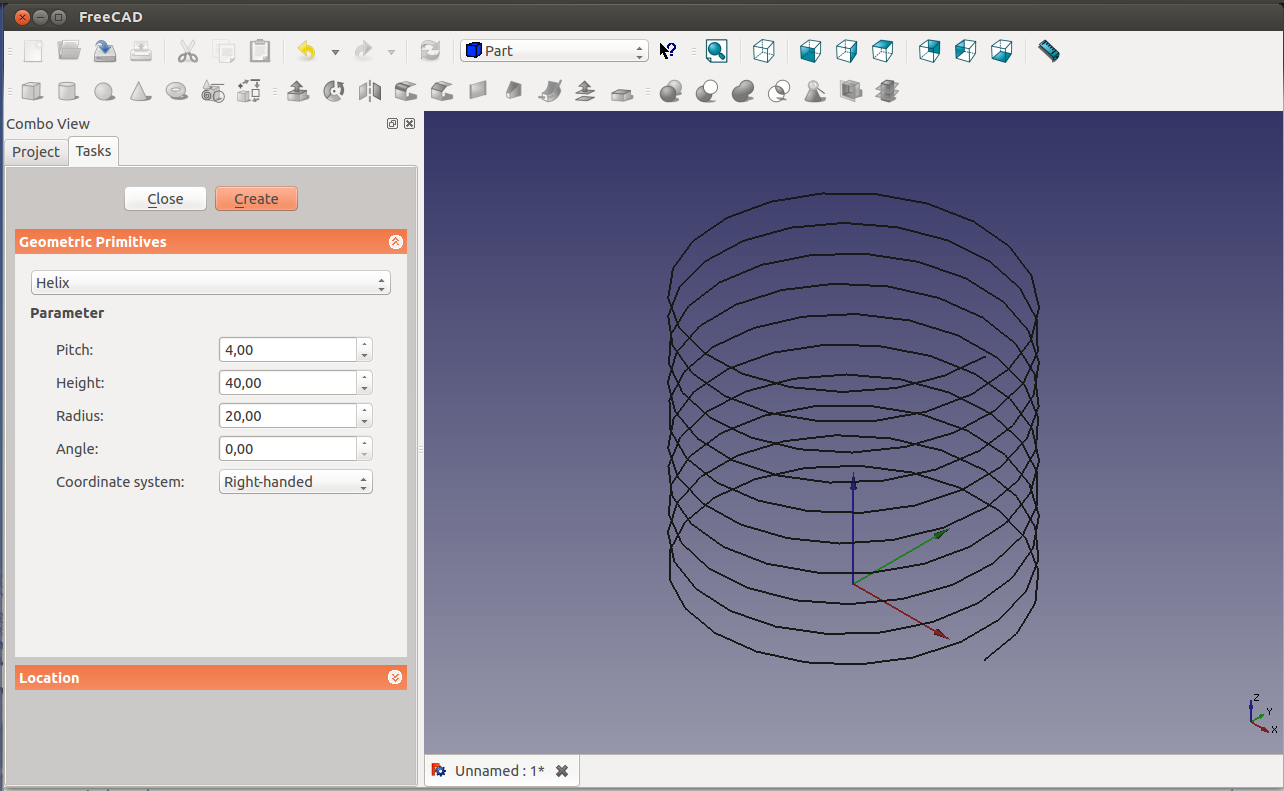 FreeCAD
Part
Combo View
Project Tasks
Close Create
Geometric Primitives
Helix
Parameter
Pitch: 4,00
Height: 40,00
Radius: 20,00
Angle: 0,00
Coordinate system: Right-handed
Location
Z
Y
X
Unnamed : 1*